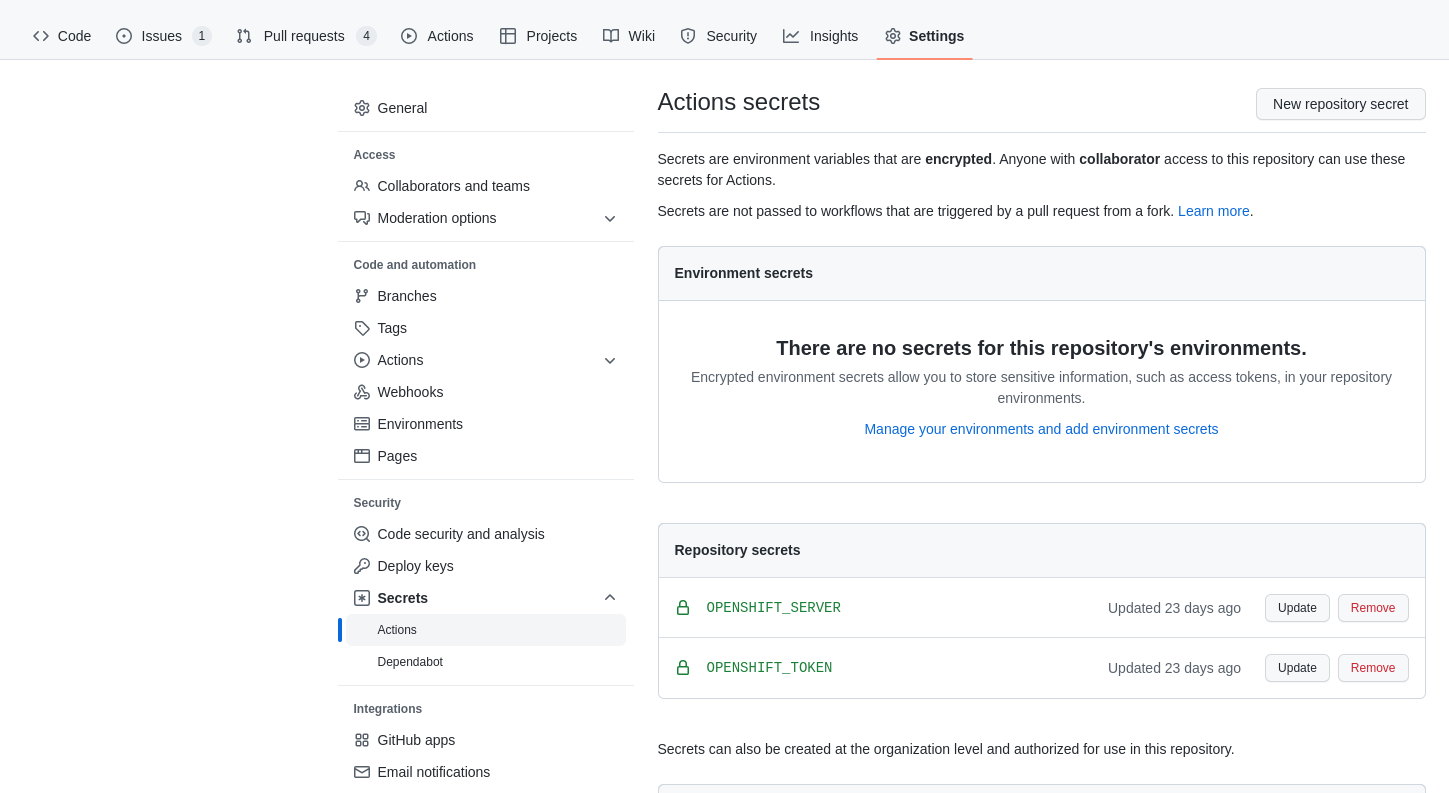 Code Issues 1 Pull requests 4 Actions Projects Wiki Security Insights Settings
General
Access
Collaborators and teams
Moderation options
Code and automation
Branches
Tags
Actions
Webhooks
Environments
Pages
Security
Code security and analysis
Deploy keys
Secrets
Actions
Dependabot
Integrations
GitHub apps
Email notifications
Actions secrets
New repository secret
Secrets are environment variables that are encrypted. Anyone with collaborator access to this repository can use these
secrets for Actions.
Secrets are not passed to workflows that are triggered by a pull request from a fork. Learn more.
Environment secrets
There are no secrets for this repository's environments.
Encrypted environment secrets allow you to store sensitive information, such as access tokens, in your repository
environments.
Manage your environments and add environment secrets
Repository secrets
OPENSHIFT_SERVER Updated 23 days ago Update Remove
OPENSHIFT_TOKEN Updated 23 days ago Update Remove
Secrets can also be created at the organization level and authorized for use in this repository.